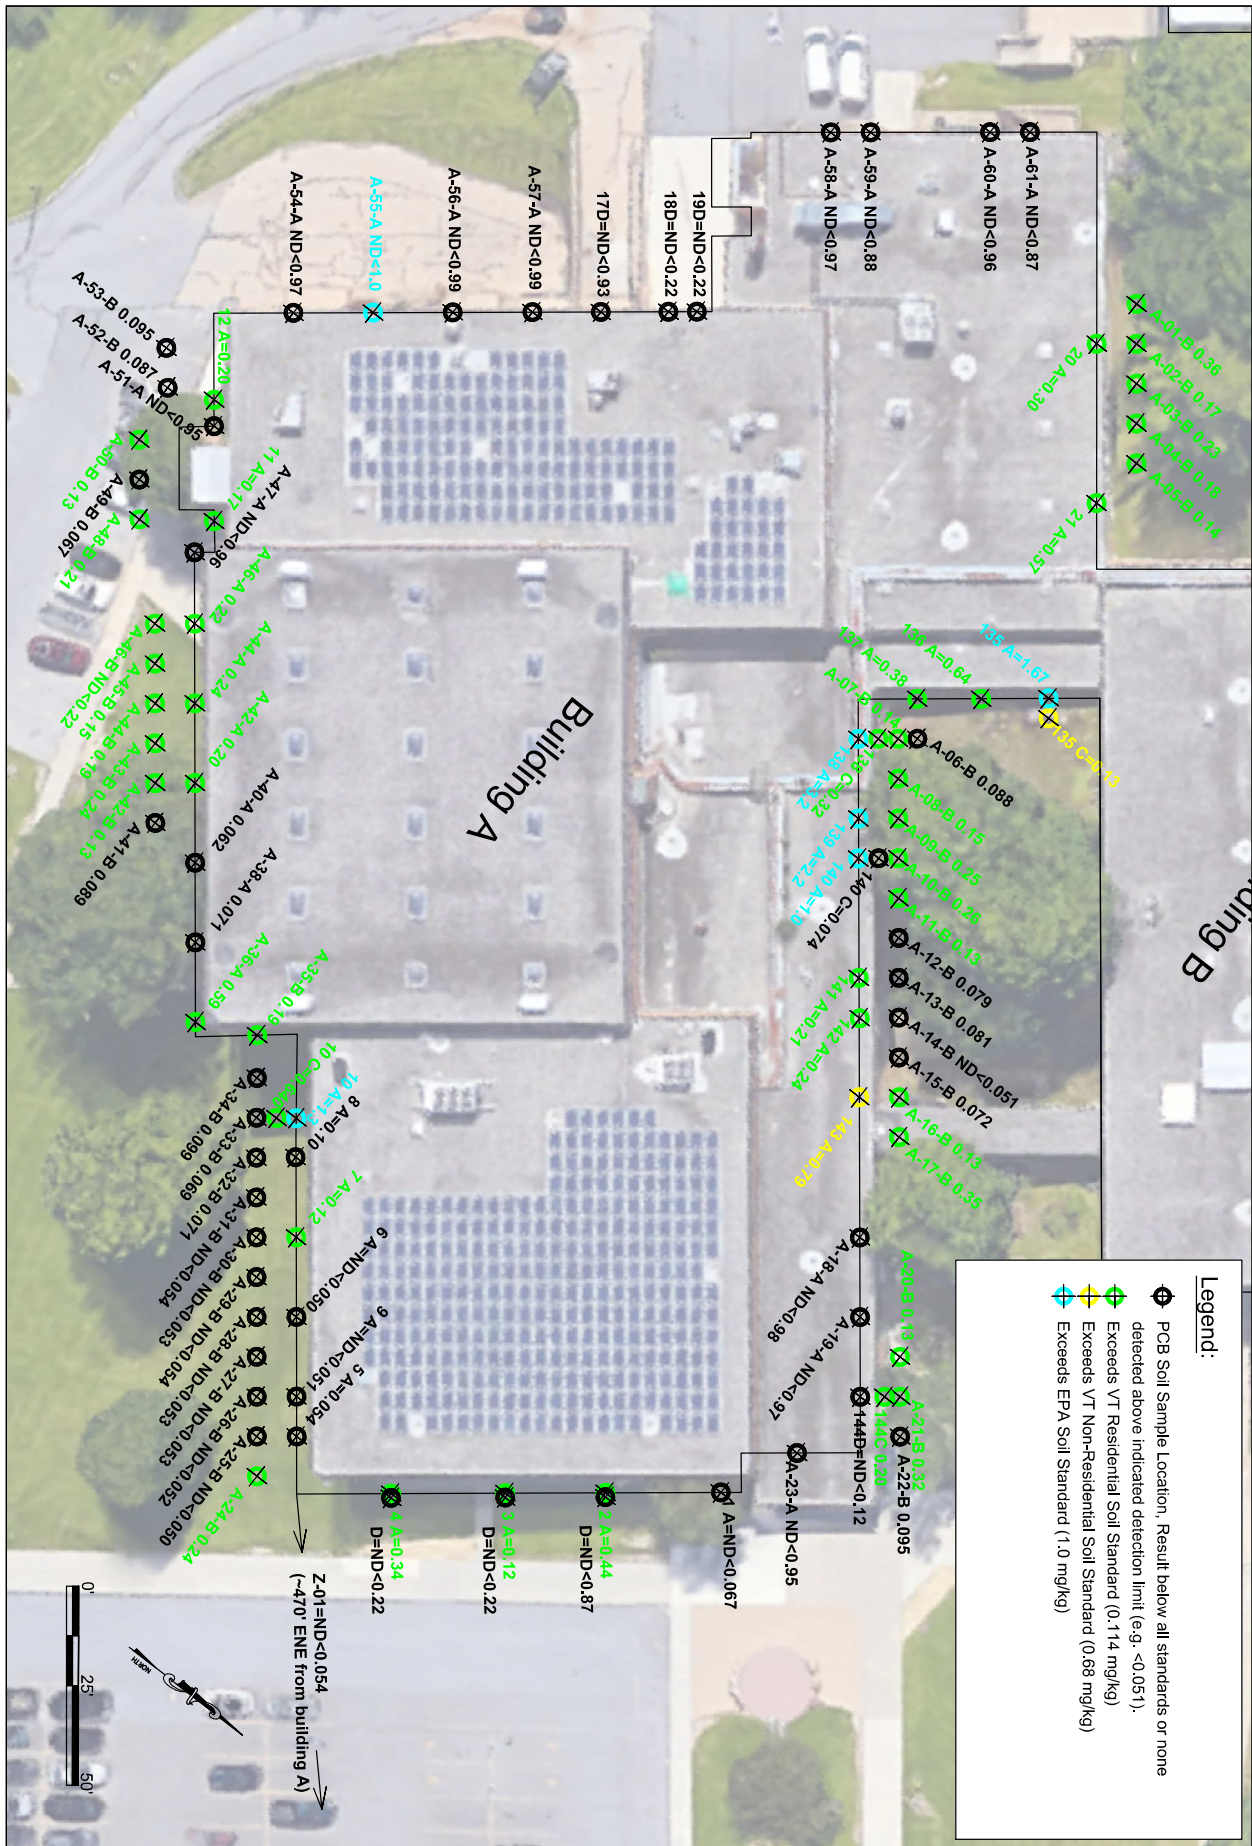 Legend:
PCB Soil Sample Location, Result below all standards or none
detected above indicated detection limit (e.g. <0.051).
Exceeds VT Residential Soil Standard (0.114 mg/kg)
Exceeds VT Non-Residential Soil Standard (0.68 mg/kg)
Exceeds EPA Soil Standard (1.0 mg/kg)
A-61-A ND<0.87
A-60-A ND<0.96
A-59-A ND<0.88
A-58-A ND<0.97
19D=ND<0.22
18D=ND<0.22
17D=ND<0.93
A-57-A ND<0.99
A-56-A ND<0.99
A-55-A ND<1.0
A-54-A ND<0.97
A-01-B 0.36
A-02-B 0.17
A-03-B 0.23
A-04-B 0.18
A-05-B 0.14
20 A=0.30
21 A=0.57
12 A=0.20
A-53-B 0.095
A-52-B 0.087
A-51-A ND<0.95
A-50-B 0.13
A-49-B 0.067
A-48-B 0.21
11 A=0.17
A-47-A ND<0.96
A-46-A 0.22
A-44-A 0.24
A-42-A 0.20
A-40-A 0.062
A-38-A 0.071
A-36-A 0.59
A-35-B 0.19
A-46-B ND<0.22
A-45-B 0.15
A-44-B 0.19
A-43-B 0.24
A-42-B 0.13
A-41-B 0.089
Building A
ding B
135 A=1.67
135 C=0.13
A=0.64
137 A=0.38
A-07-B 0.14
A-06-B 0.088
138 A=3.2
138 C=0.32
139 A=2.2
140 A=1.0
140 C=0.074
A-08-B 0.15
A-09-B 0.25
A-10-B 0.26
A-11-B 0.13
A-12-B 0.079
A-13-B 0.081
A-14-B ND<0.051
A-15-B 0.072
A-16-B 0.13
A-17-B 0.35
141 A=0.21
142 A=0.24
143 A=0.79
A-18-A ND<0.98
A-19-A ND<0.97
A-20-B 0.13
A-21-B 0.32
A-22-B 0.095
144C 0.20
144D=ND<0.12
A-23-A ND<0.95
1 A=ND<0.067
2 A=0.44
D=ND<0.87
3 A=0.12
D=ND<0.22
4 A=0.34
D=ND<0.22
10 A=1.3
8 A=0.10
7 A=0.12
6 A=ND<0.050
9 A=ND<0.051
5 A=0.054
A-34-B 0.099
A-33-B 0.069
A-32-B 0.071
A-31-B ND<0.054
A-30-B ND<0.053
A-29-B ND<0.054
A-28-B ND<0.053
A-27-B ND<0.053
A-26-B ND<0.052
A-25-B ND<0.050
A-24-B 0.24
Z-01=ND<0.054
(~470' ENE from building A)
NORTH
0' 25' 50'